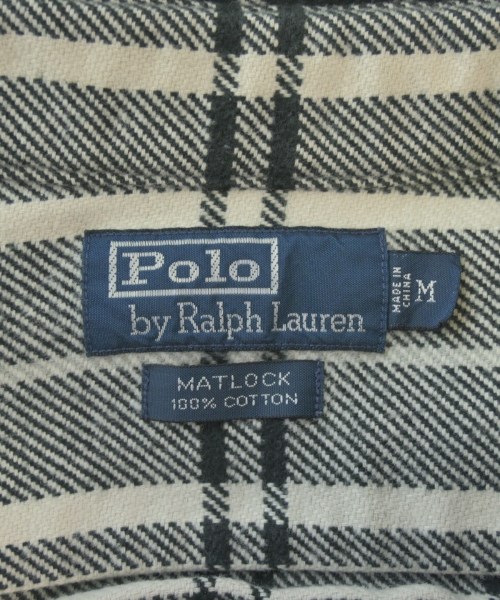 Polo
by Ralph Lauren
MADE IN
CHINA
M
MATLOCK
100% COTTON